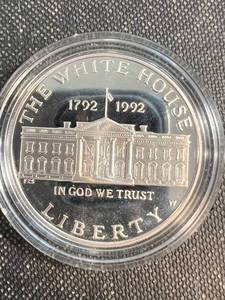 THE WHITE HOUSE
1792 1992
IN GOD WE TRUST
W
LIBERTY